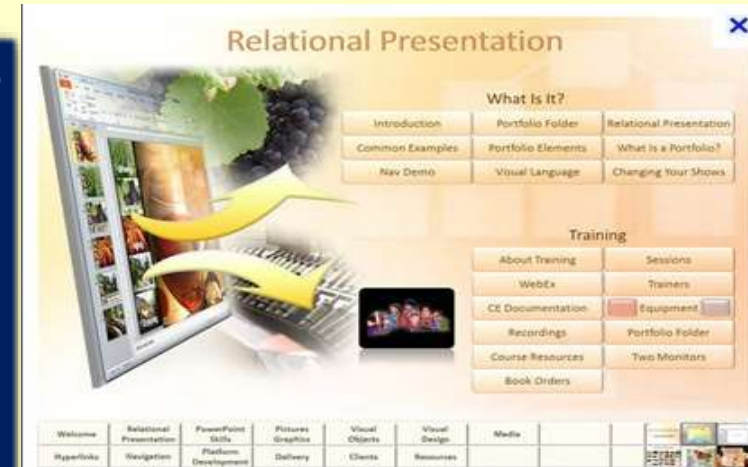 Relational Presentation
What Is It?
Introduction Portfolio Folder Relational Presentation
Common Examples Portfolio Elements What Is a Portfolio?
Nav Demo Visual Language Changing Your Shows
Training
About Training Sessions
WebEx Trainers
CE Documentation Equipment
Recordings Portfolio Folder
Course Resources Two Monitors
Book Orders
Welcome Relational Presentation PowerPoint Skills Pictures Graphics Visual Objects Visual Design Media
Hyperlinks Navigation Platform Development Delivery Clients Resources